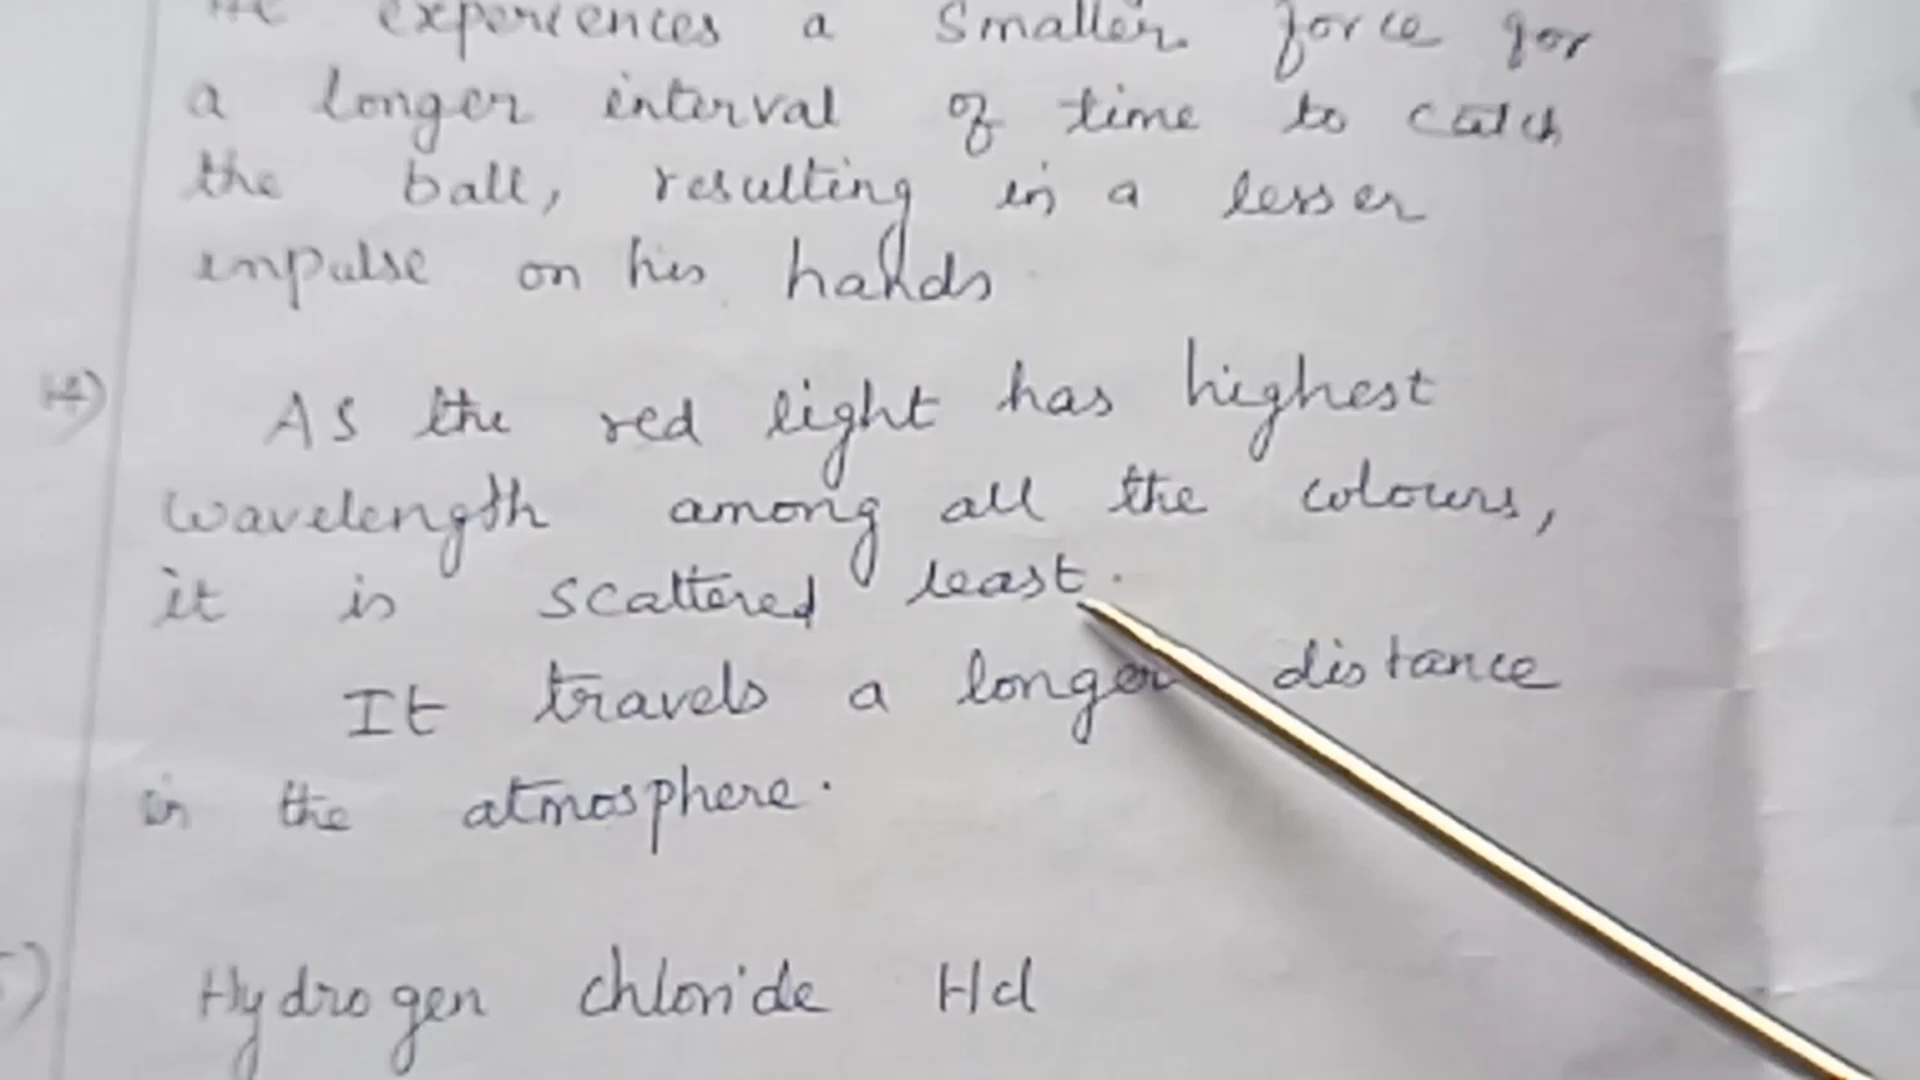 He experiences a smaller force for
a longer interval of time to catch
the ball, resulting in a lesser
impulse on his hands
14) As the red light has highest
wavelength among all the colours,
it is scattered least.
It travels a longer distance
in the atmosphere.
Hydrogen chloride Hcl